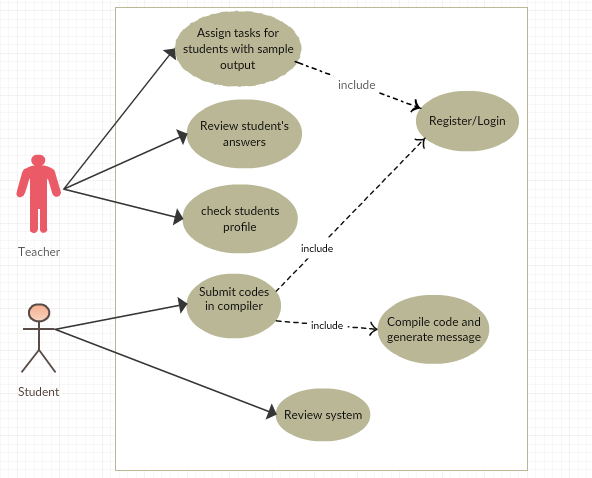 Assign tasks for
students with sample
output
include
Register/Login
Review student's
answers
check students
profile
Teacher
include
Submit codes
in compiler
include
Compile code and
generate message
Student
Review system